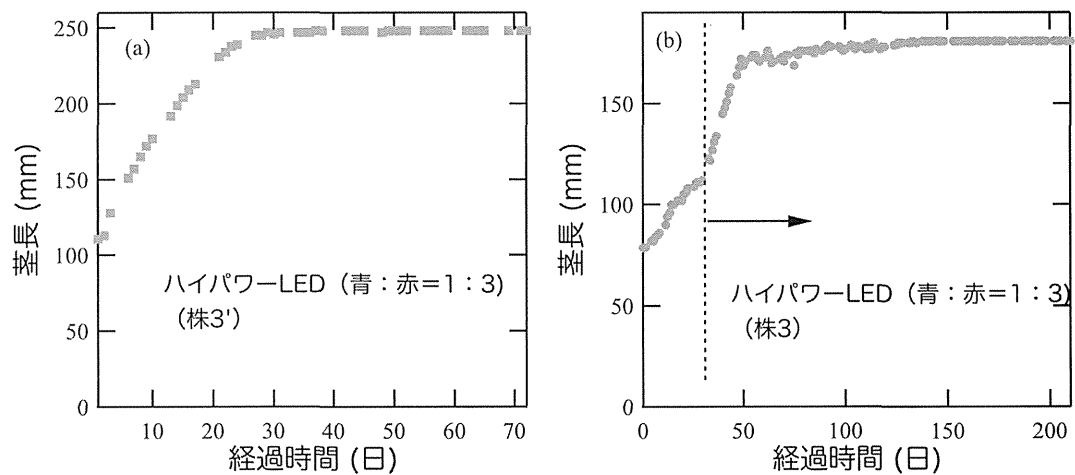 (a)
250
200
150
100
50
0
茎長 (mm)
ハイパワーLED（青：赤＝1：3)
（株3'）
10 20 30 40 50 60 70
経過時間 (日)
(b)
150
100
50
0
茎長 (mm)
ハイパワーLED（青：赤＝1：3)
（株3）
0 50 100 150 200
経過時間 (日)